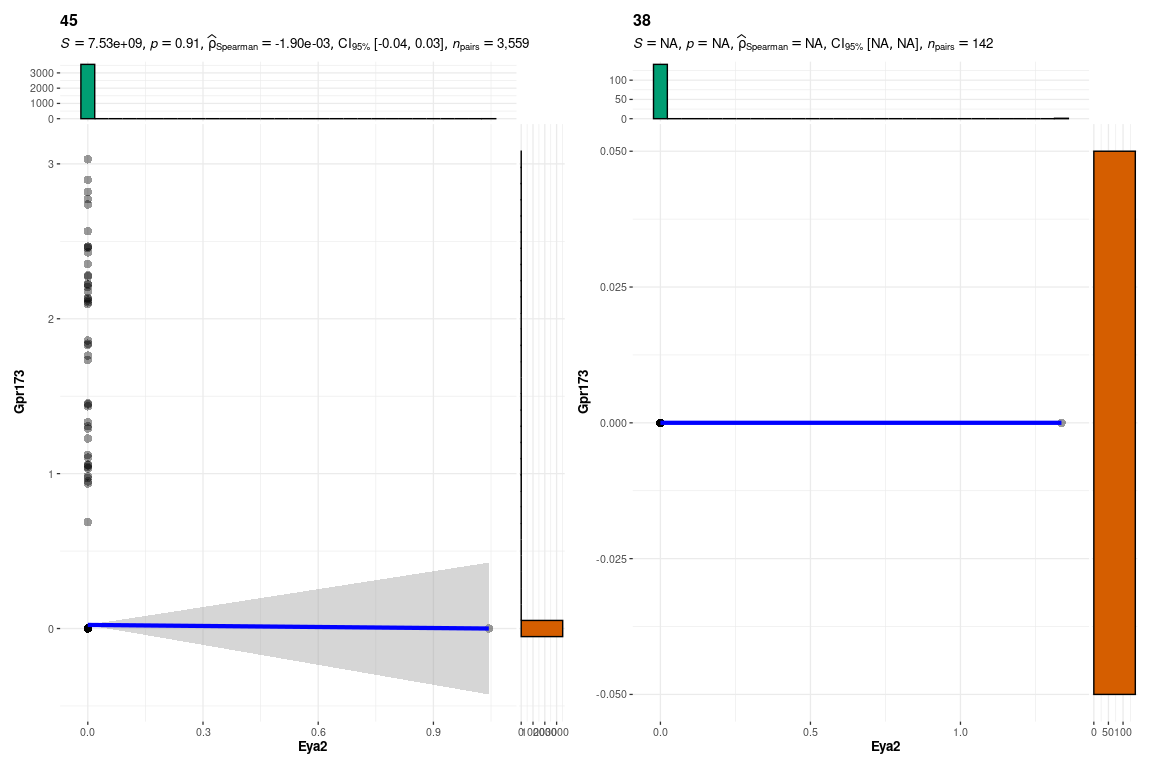 45
S = 7.53e+09, p = 0.91, ρ̂Spearman = -1.90e-03, CI95% [-0.04, 0.03], npairs = 3,559
3000
2000
1000
0
3
2
1
0
Gpr173
0.0 0.3 0.6 0.9
0100020003000
Eya2
38
S = NA, p = NA, ρ̂Spearman = NA, CI95% [NA, NA], npairs = 142
100
50
0
0.050
0.025
0.000
-0.025
-0.050
Gpr173
0.0 0.5 1.0
0 50100
Eya2